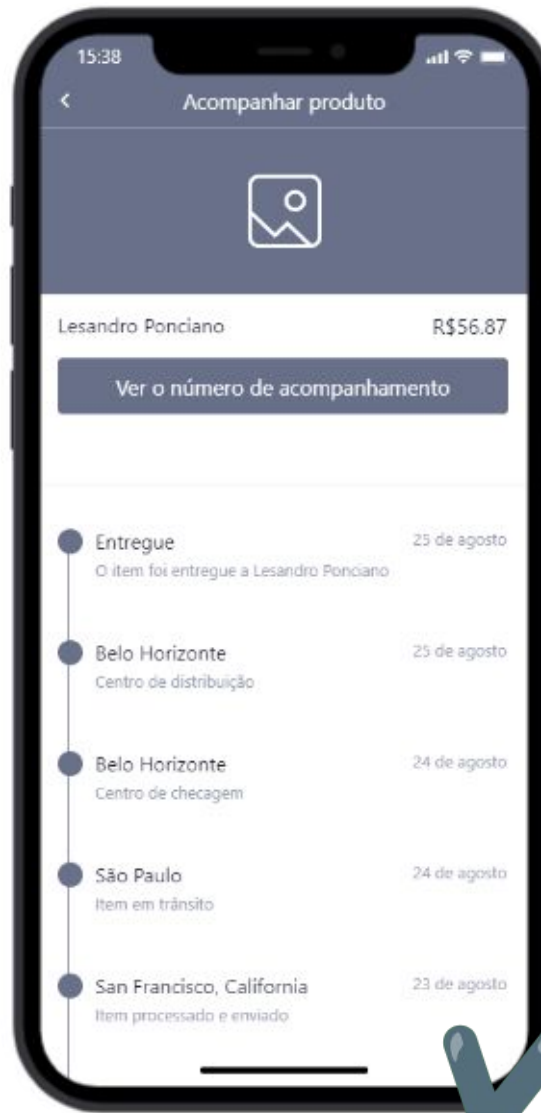 15:38
Acompanhar produto
Lesandro Ponciano R$56.87
Ver o número de acompanhamento
Entregue 25 de agosto
O item foi entregue a Lesandro Ponciano
Belo Horizonte 25 de agosto
Centro de distribuição
Belo Horizonte 24 de agosto
Centro de checagem
São Paulo 24 de agosto
Item em trânsito
San Francisco, California 23 de agosto
Item processado e enviado